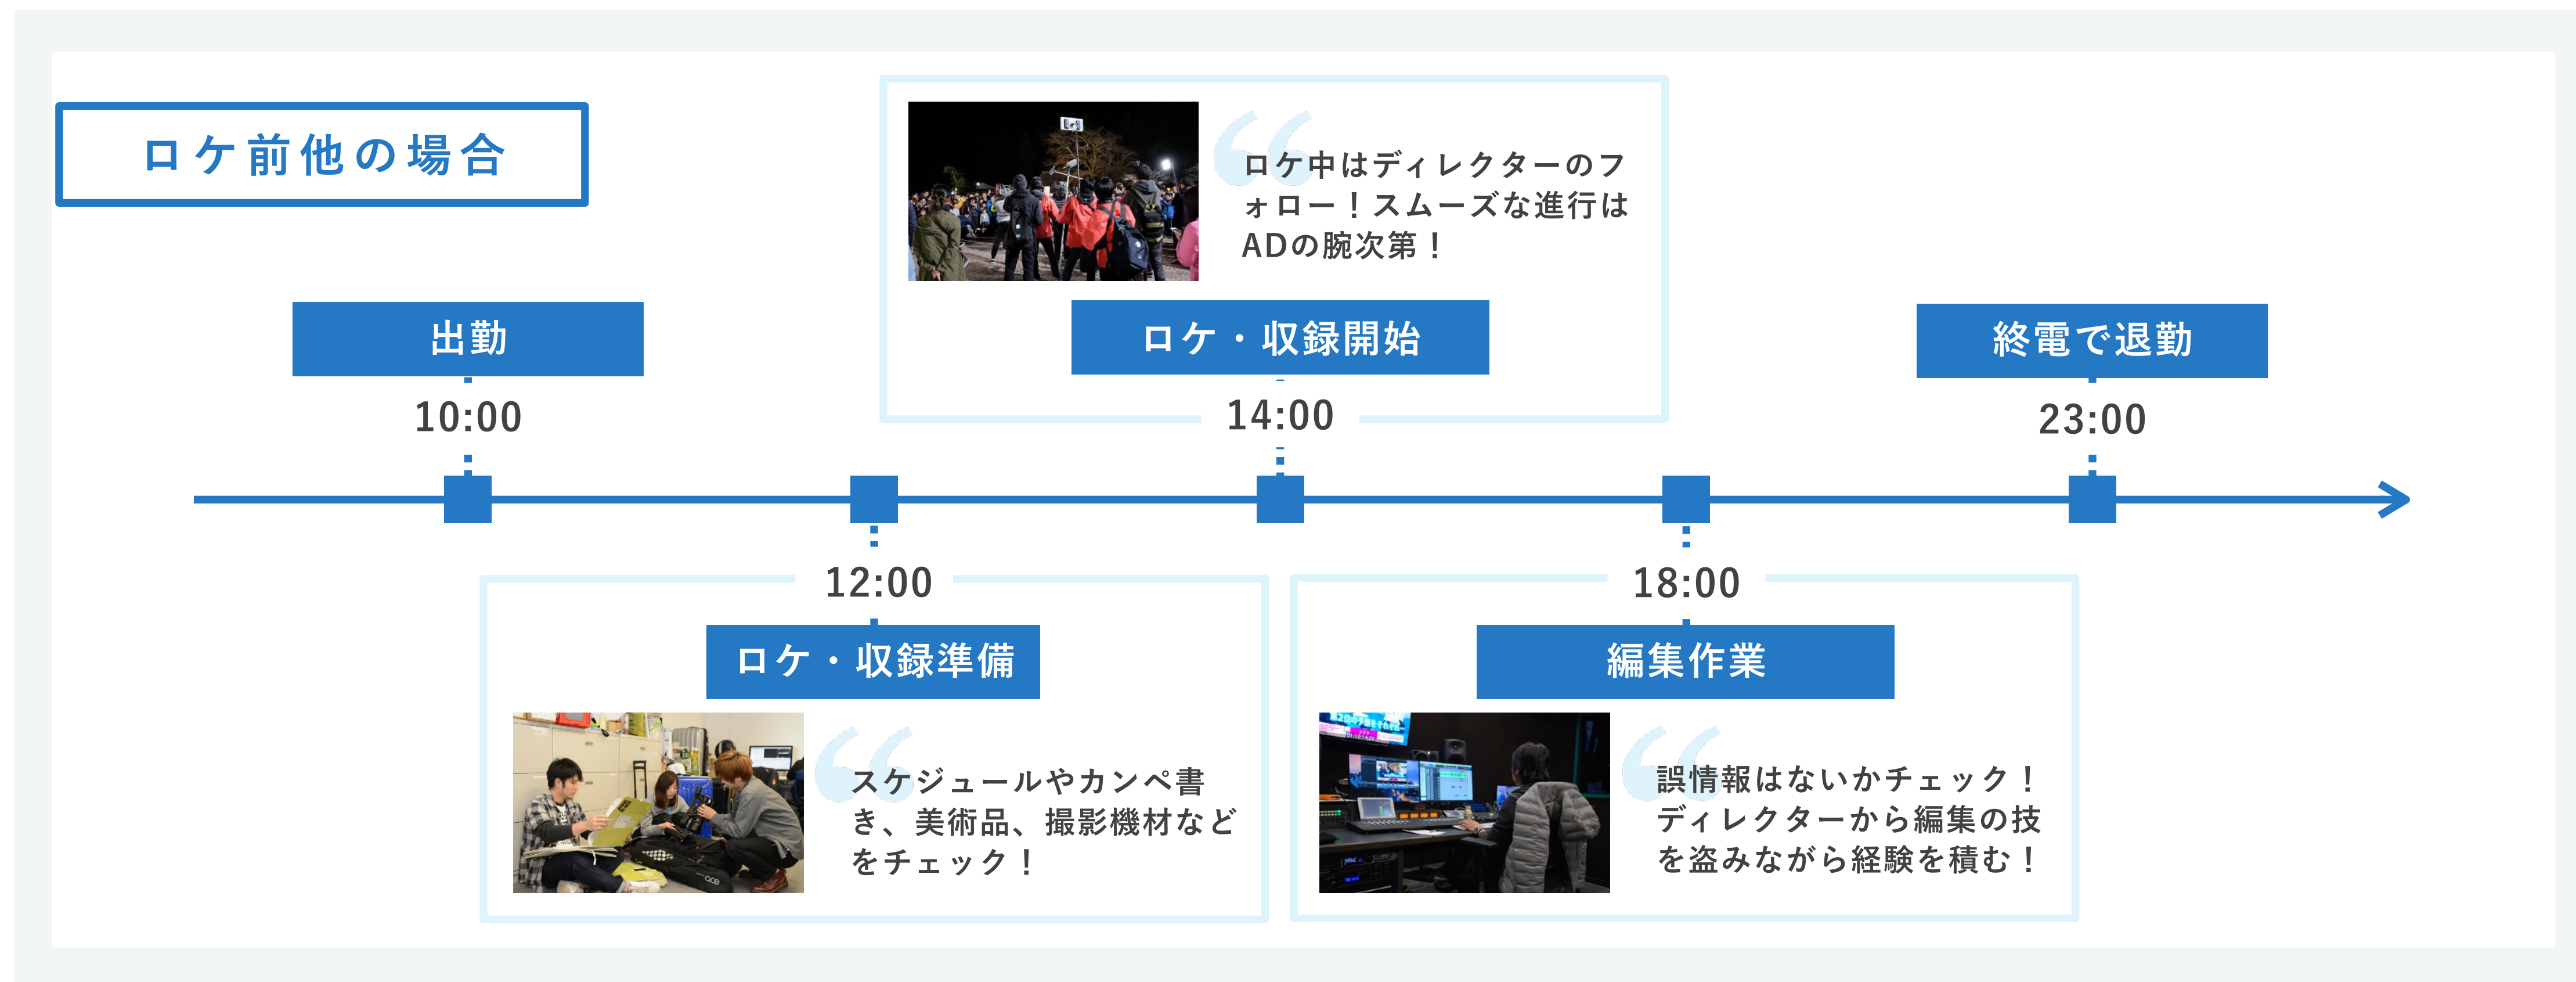 ロケ前他の場合
ロケ中はディレクターのフ
ォロー！スムーズな進行は
ADの腕次第！
出勤
ロケ・収録開始
終電で退勤
10:00
14:00
23:00
12:00
18:00
ロケ・収録準備
編集作業
スケジュールやカンペ書
き、美術品、撮影機材など
をチェック！
誤情報はないかチェック！
ディレクターから編集の技
を盗みながら経験を積む！